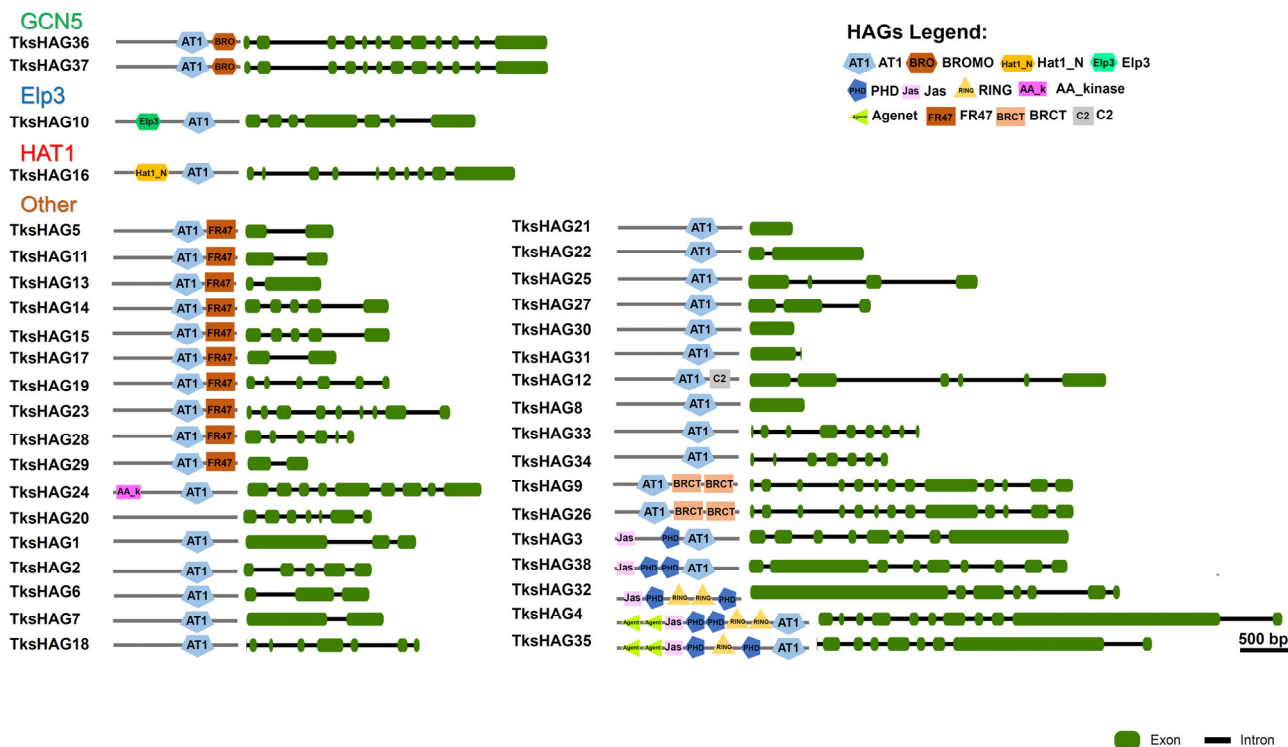 GCN5
TksHAG36 AT1 BRO
TksHAG37 AT1 BRO
Elp3
TksHAG10 Elp3 AT1
HAT1
TksHAG16 Hat1_N AT1
Other
TksHAG5 AT1 FR47
TksHAG11 AT1 FR47
TksHAG13 AT1 FR47
TksHAG14 AT1 FR47
TksHAG15 AT1 FR47
TksHAG17 AT1 FR47
TksHAG19 AT1 FR47
TksHAG23 AT1 FR47
TksHAG28 AT1 FR47
TksHAG29 AT1 FR47
TksHAG24 AA_k AT1
TksHAG20
TksHAG1 AT1
TksHAG2 AT1
TksHAG6 AT1
TksHAG7 AT1
TksHAG18 AT1
HAGs Legend:
AT1 AT1 BRO BROMO Hat1_N Hat1_N Elp3 Elp3
PHD PHD Jas Jas RING RING AA_k AA_kinase
Agenet Agenet FR47 FR47 BRCT BRCT C2 C2
TksHAG21 AT1
TksHAG22 AT1
TksHAG25 AT1
TksHAG27 AT1
TksHAG30 AT1
TksHAG31 AT1
TksHAG12 AT1 C2
TksHAG8 AT1
TksHAG33 AT1
TksHAG34 AT1
TksHAG9 AT1 BRCT BRCT
TksHAG26 AT1 BRCT BRCT
TksHAG3 Jas PHD AT1
TksHAG38 Jas PHD PHD AT1
TksHAG32 Jas PHD RING RING PHD
TksHAG4 Agent Agent Jas PHD PHD RING RING AT1
TksHAG35 Agent Agent Jas PHD RING PHD AT1
500 bp
Exon Intron